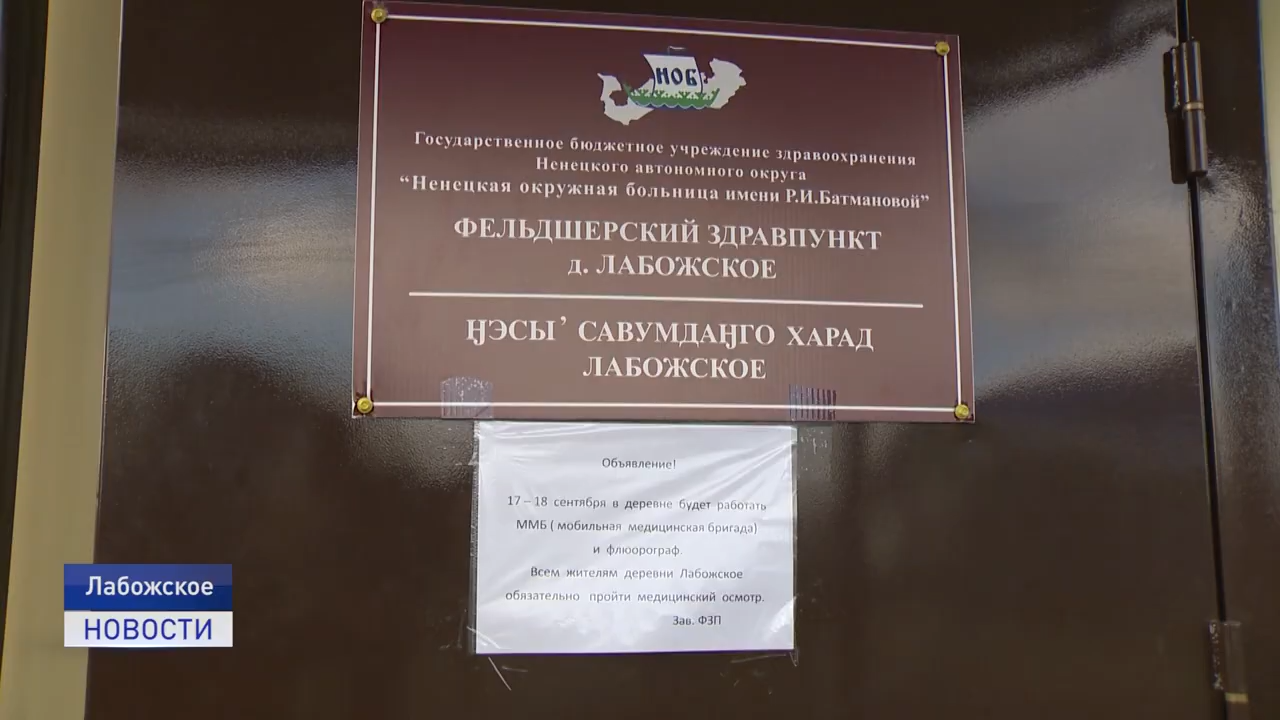 НОБ
Государственное бюджетное учреждение здравоохранения
Ненецкого автономного округа
“Ненецкая окружная больница имени Р.И.Батмановой”
ФЕЛЬДШЕРСКИЙ ЗДРАВПУНКТ
д. ЛАБОЖСКОЕ
ӇЭСЫ’ САВУМДАӇГО ХАРАД
ЛАБОЖСКОЕ
Объявление!
17 – 18 сентября в деревне будет работать
ММБ ( мобильная медицинская бригада)
и флюорограф.
Всем жителям деревни Лабожское
обязательно пройти медицинский осмотр.
Зав. ФЗП
Лабожское
НОВОСТИ